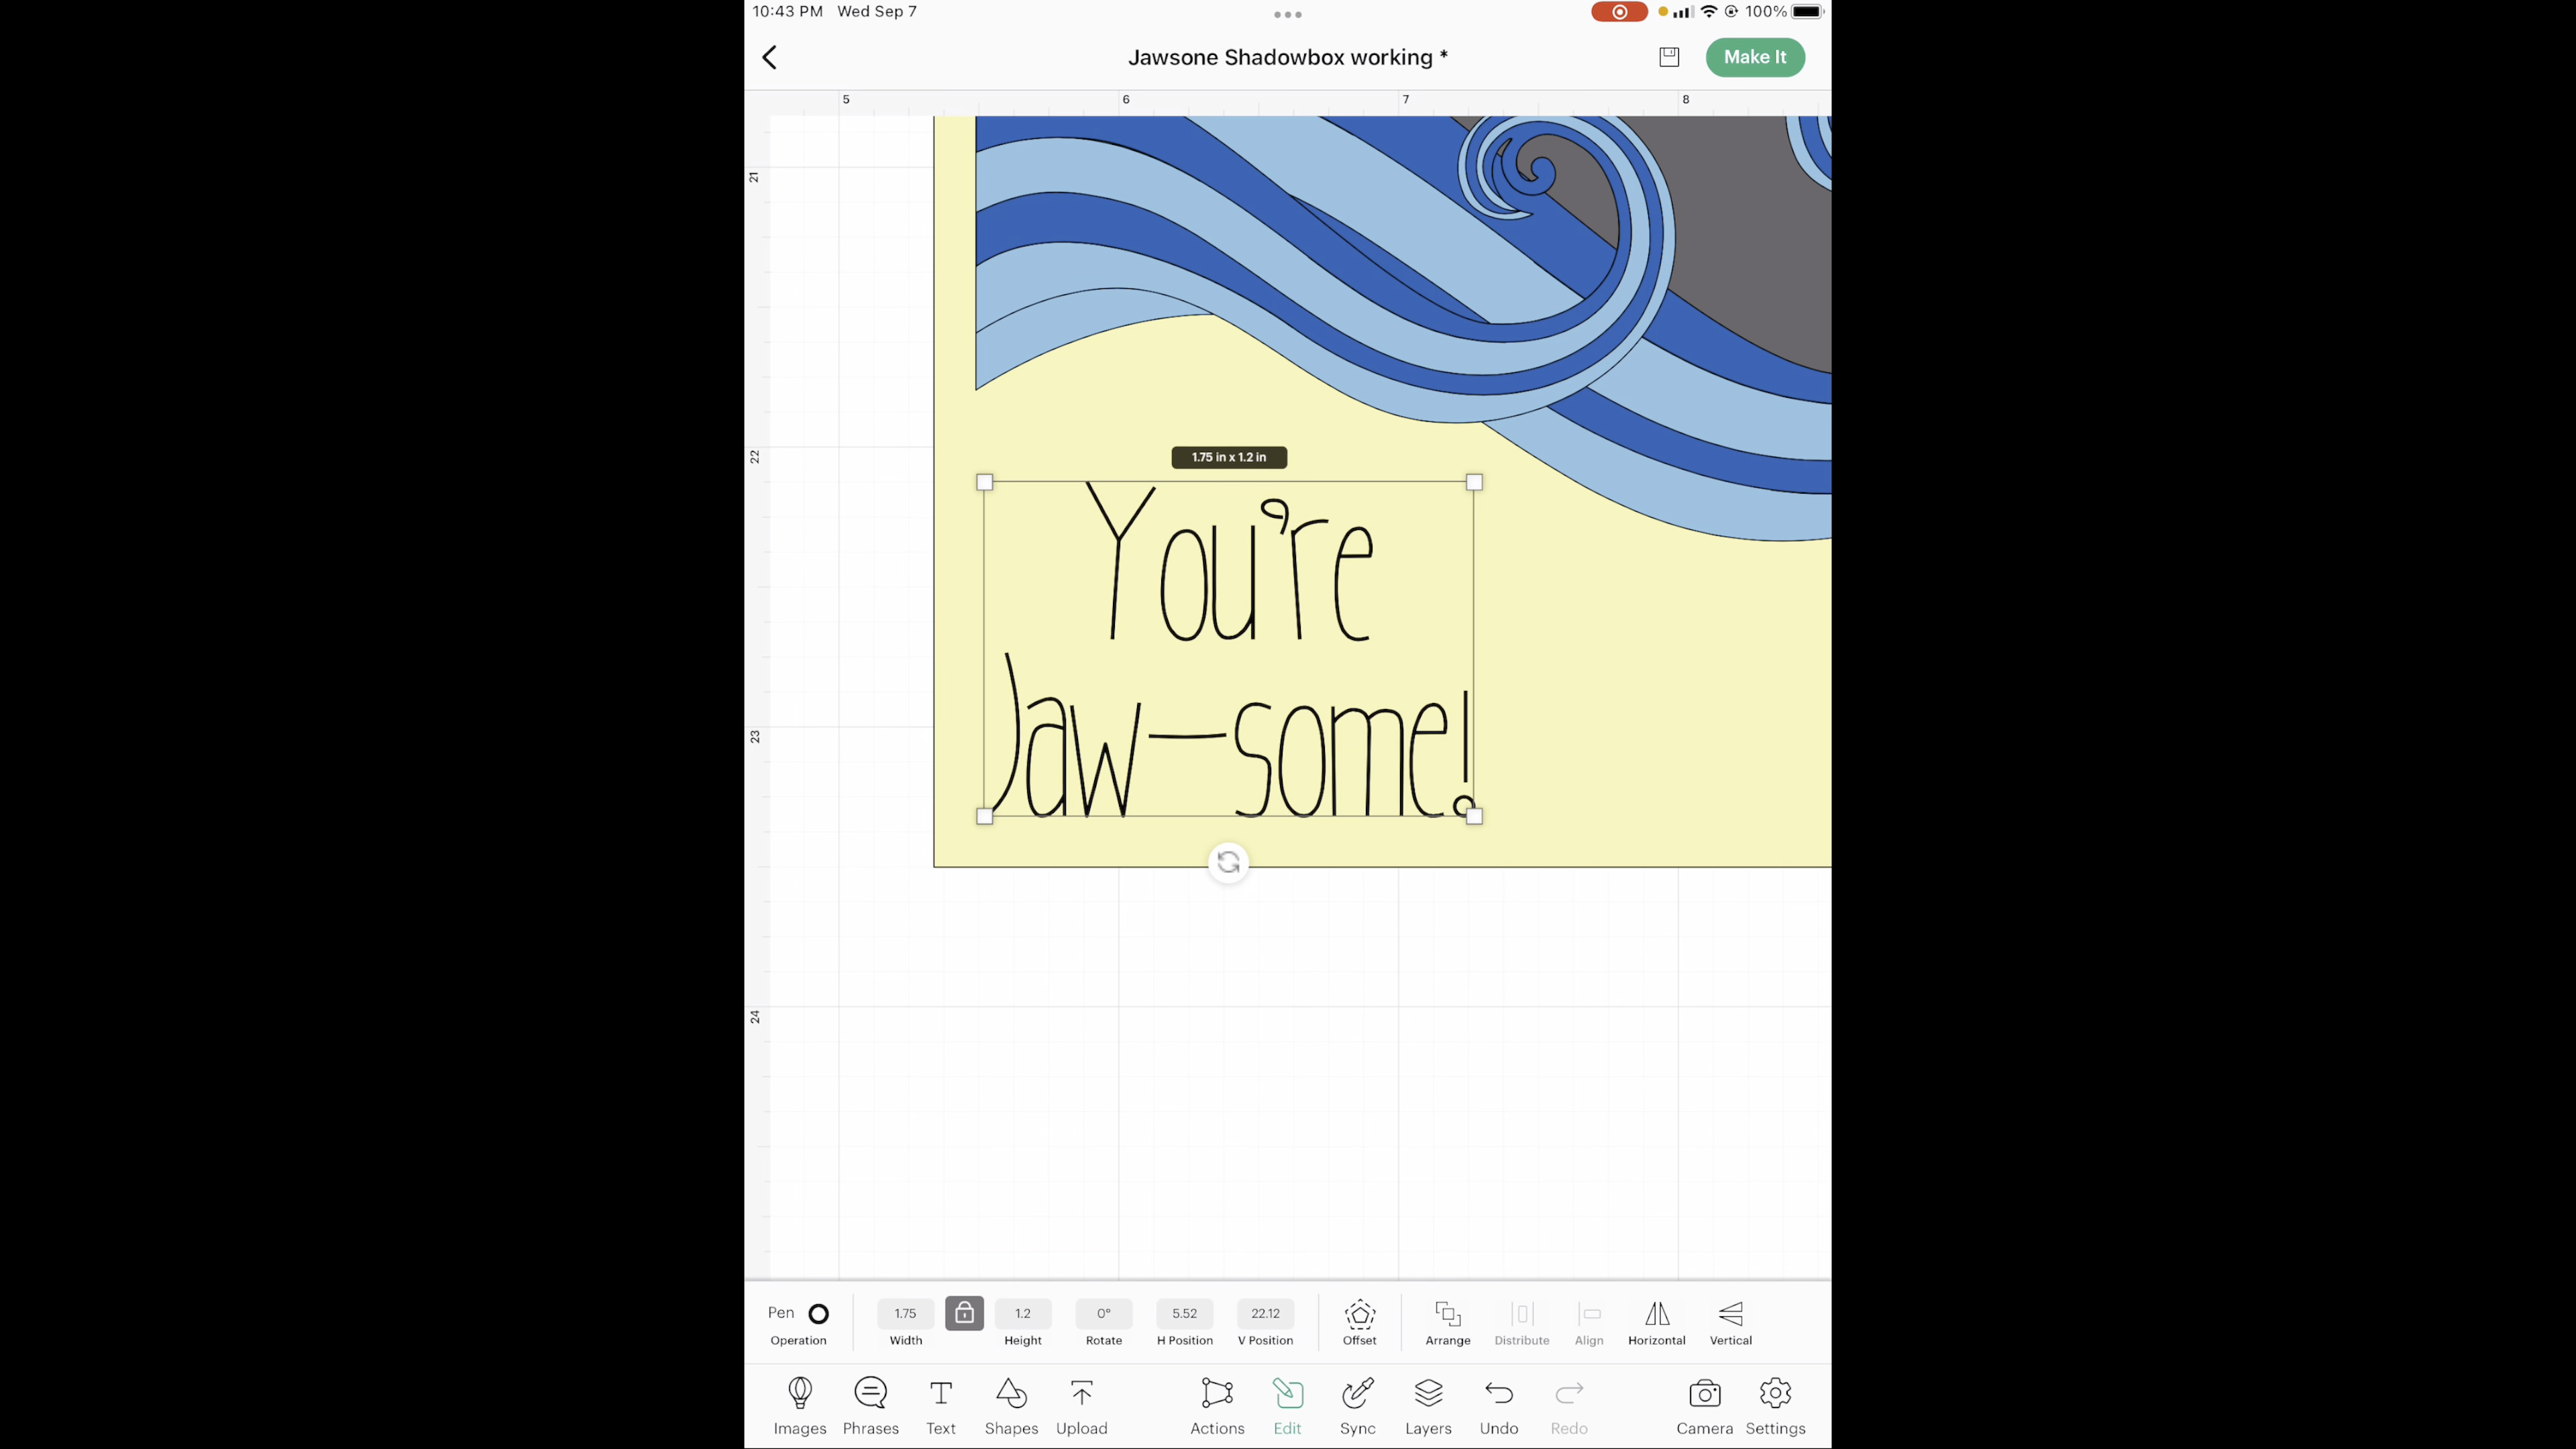 10:43 PM Wed Sep 7
100%
Jawsone Shadowbox working *
Make It
5 6 7 8
21
22
1.75 in x 1.2 in
You're
Jaw-some!
23
24
Pen
Operation
1.75
Width
1.2
Height
0°
Rotate
5.52
H Position
22.12
V Position
Offset
Arrange
Distribute
Align
Horizontal
Vertical
Images
Phrases
Text
Shapes
Upload
Actions
Edit
Sync
Layers
Undo
Redo
Camera
Settings